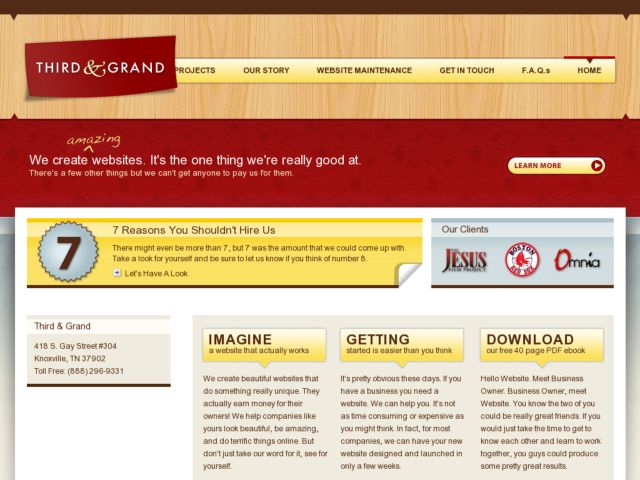 THIRD & GRAND
PROJECTS OUR STORY WEBSITE MAINTENANCE GET IN TOUCH F.A.Q.s HOME
amazing
We create websites. It's the one thing we're really good at.
There's a few other things but we can't get anyone to pay us for them.
LEARN MORE
7
7 Reasons You Shouldn't Hire Us
There might even be more than 7, but 7 was the amount that we could come up with.
Take a look for yourself and be sure to let us know if you think of number 8.
Let's Have A Look
Our Clients
THE
JESUS
FILM PROJECT
BOSTON
RED SOX
Omnia
Third & Grand
418 S. Gay Street #304
Knoxville, TN 37902
Toll Free: (888) 296-9331
IMAGINE
a website that actually works
We create beautiful websites that
do something really unique. They
actually earn money for their
owners! We help companies like
yours look beautiful, be amazing,
and do terrific things online. But
don't just take our word for it, see for
yourself.
GETTING
started is easier than you think
It's pretty obvious these days. If you
have a business you need a
website. We can help you. It's not
as time consuming or expensive as
you might think. In fact, for most
companies, we can have your new
website designed and launched in
only a few weeks.
DOWNLOAD
our free 40 page PDF ebook
Hello Website. Meet Business
Owner. Business Owner, meet
Website. You know the two of you
could be really great friends. If you
would just take the time to get to
know each other and learn to work
together, you guys could produce
some pretty great results.